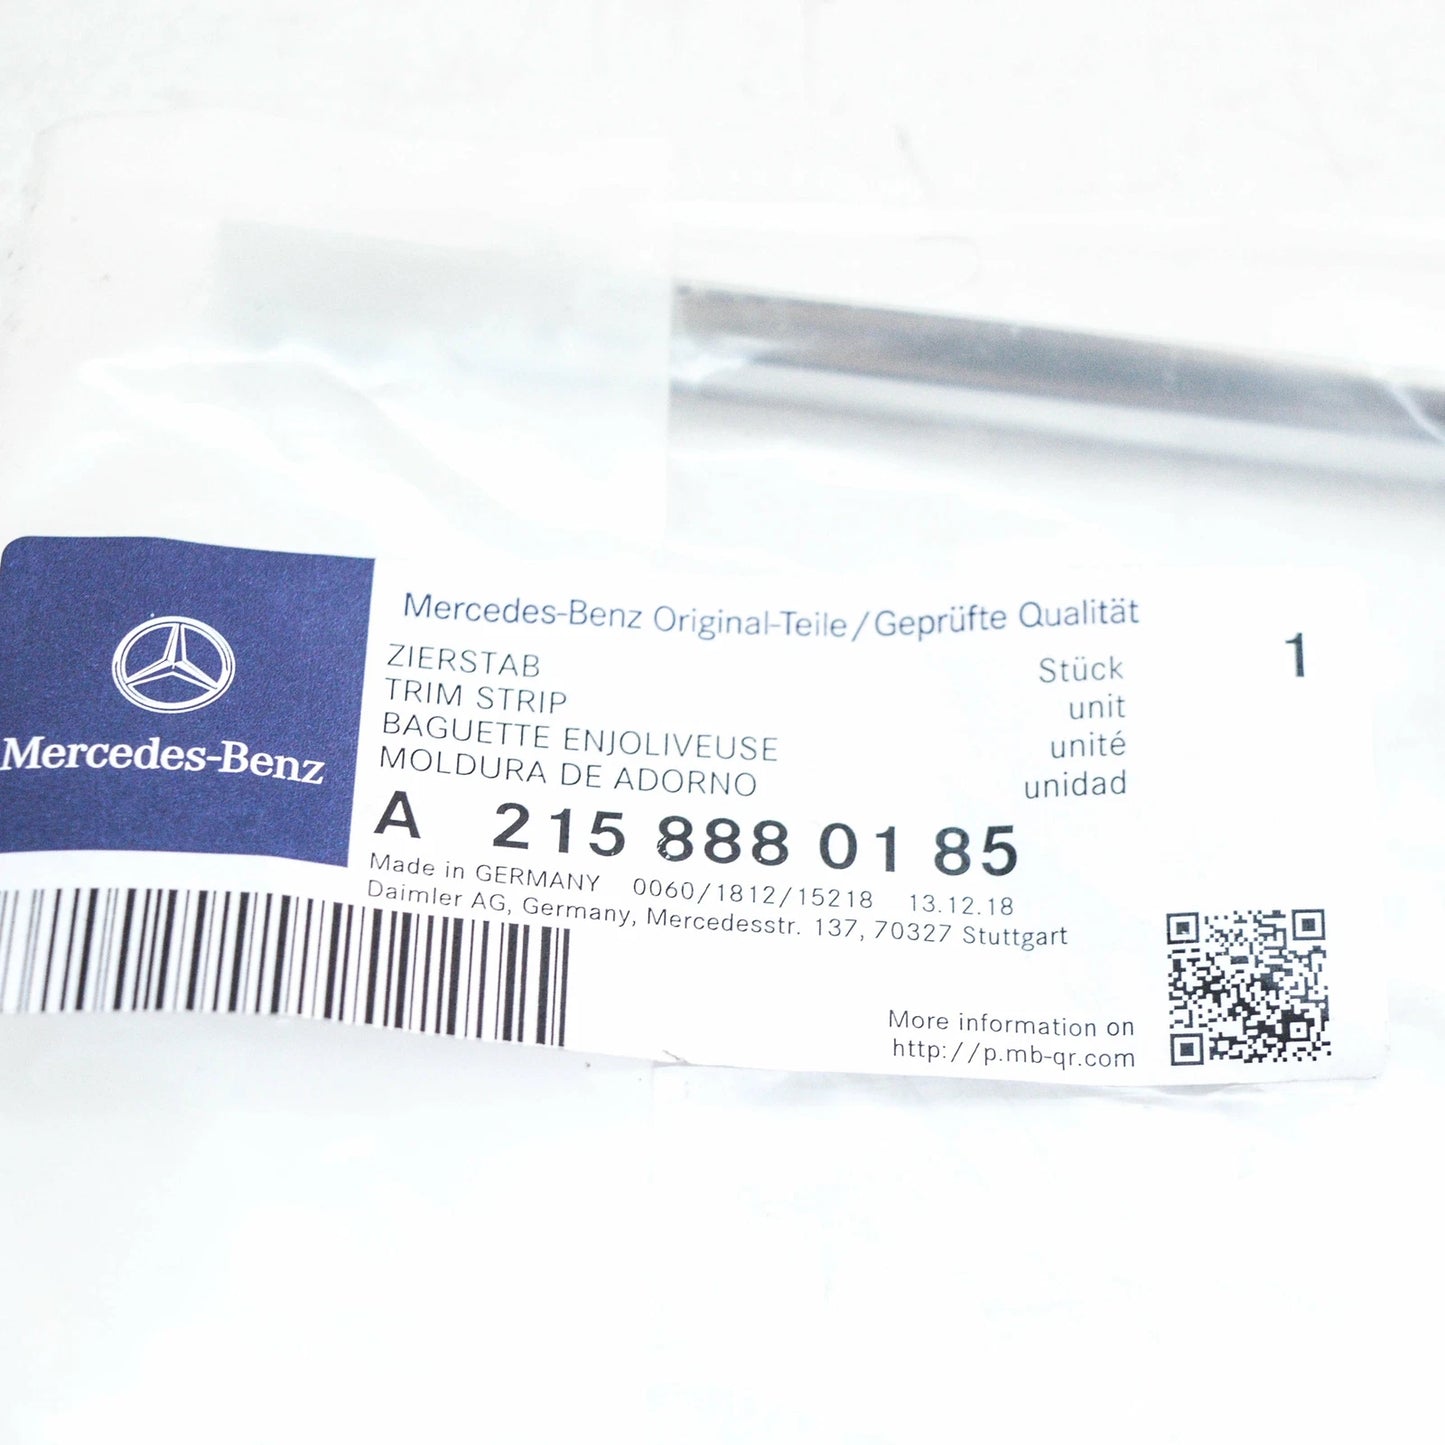 Mercedes-Benz
Mercedes-Benz Original-Teile/Geprüfte Qualität
ZIERSTAB
TRIM STRIP
BAGUETTE ENJOLIVEUSE
MOLDURA DE ADORNO
Stück
unit
unité
unidad
1
A 215 888 01 85
Made in GERMANY 0060/1812/15218 13.12.18
Daimler AG, Germany, Mercedesstr. 137, 70327 Stuttgart
More information on
http://p.mb-qr.com